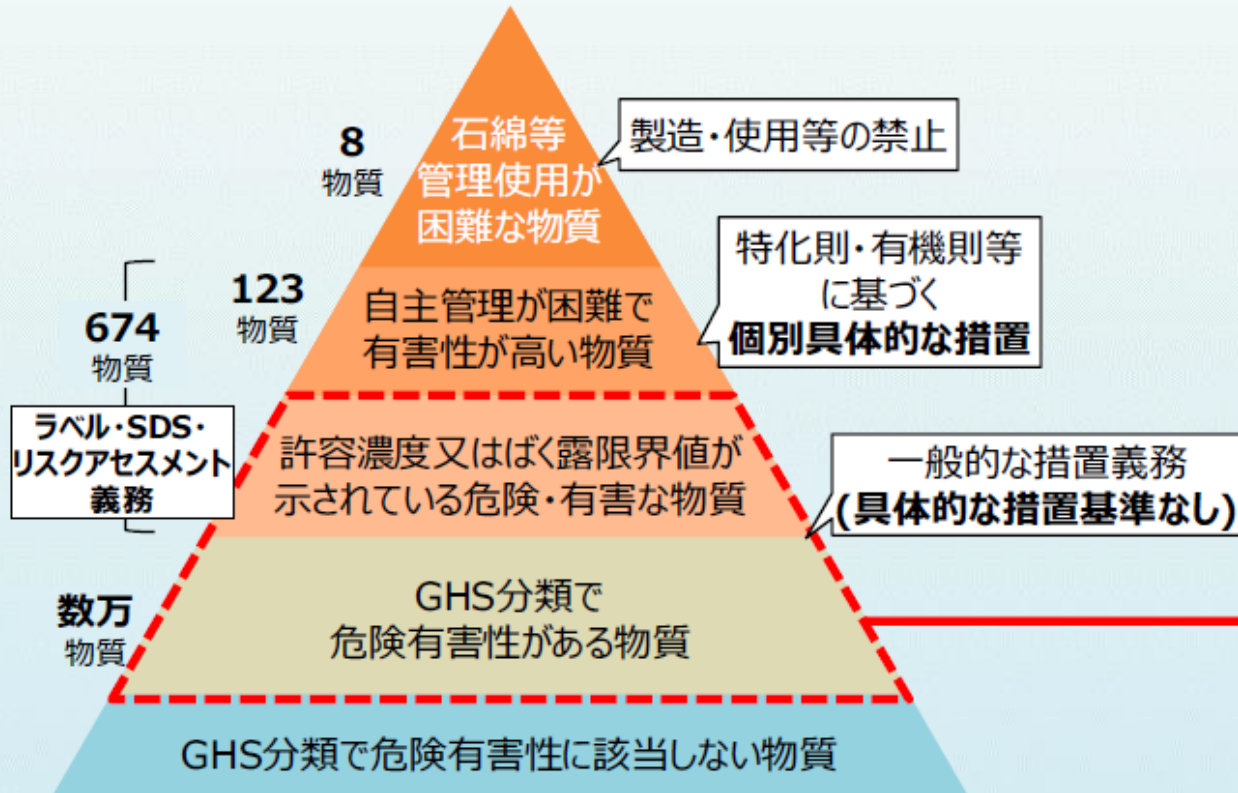 8
物質
石綿等
管理使用が
困難な物質
製造・使用等の禁止
674
物質
123
物質
自主管理が困難で
有害性が高い物質
特化則・有機則等
に基づく
個別具体的な措置
ラベル・SDS・
リスクアセスメント
義務
許容濃度又はばく露限界値が
示されている危険・有害な物質
一般的な措置義務
(具体的な措置基準なし)
数万
物質
GHS分類で
危険有害性がある物質
GHS分類で危険有害性に該当しない物質